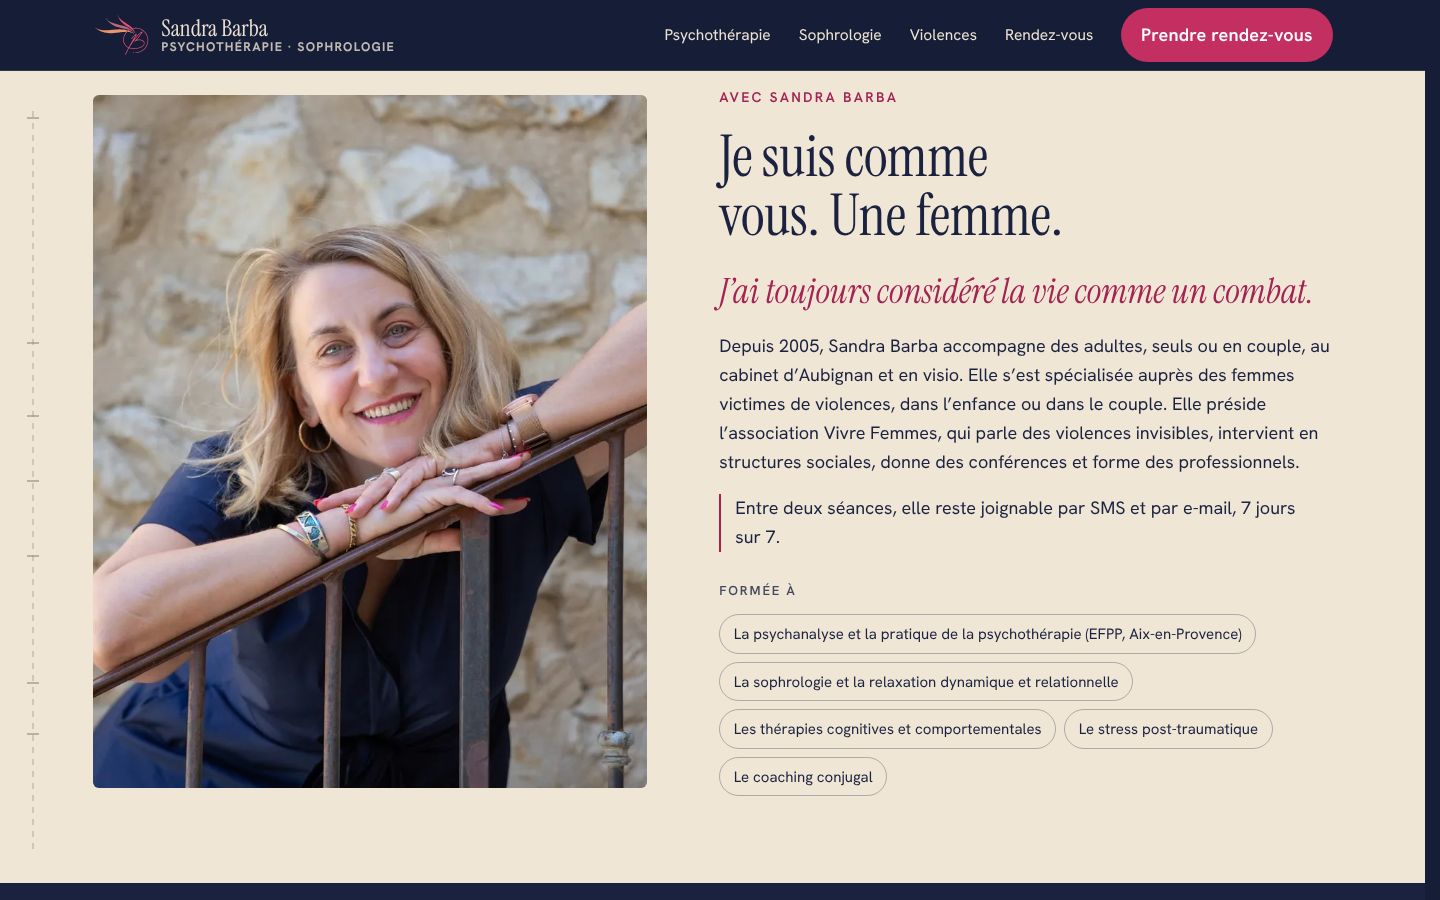 Sandra Barba
PSYCHOTHÉRAPIE · SOPHROLOGIE
Psychothérapie
Sophrologie
Violences
Rendez-vous
Prendre rendez-vous
AVEC SANDRA BARBA
Je suis comme
vous. Une femme.
J’ai toujours considéré la vie comme un combat.
Depuis 2005, Sandra Barba accompagne des adultes, seuls ou en couple, au
cabinet d’Aubignan et en visio. Elle s’est spécialisée auprès des femmes
victimes de violences, dans l’enfance ou dans le couple. Elle préside
l’association Vivre Femmes, qui parle des violences invisibles, intervient en
structures sociales, donne des conférences et forme des professionnels.
Entre deux séances, elle reste joignable par SMS et par e-mail, 7 jours
sur 7.
FORMÉE À
La psychanalyse et la pratique de la psychothérapie (EFPP, Aix-en-Provence)
La sophrologie et la relaxation dynamique et relationnelle
Les thérapies cognitives et comportementales
Le stress post-traumatique
Le coaching conjugal